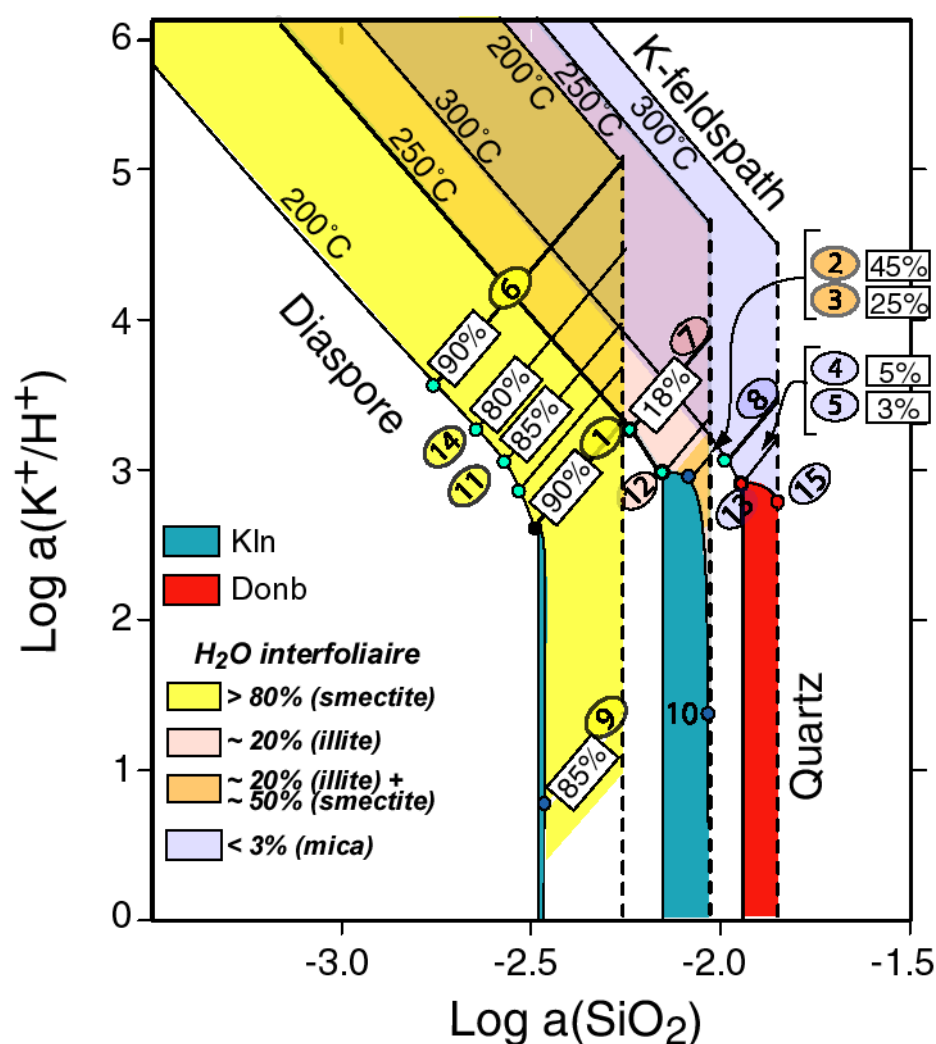 6
5
4
3
2
1
0
-3.0
-2.5
-2.0
-1.5
Log a(K+/H+)
Log a(SiO2)
200°C
250°C
300°C
200°C
250°C
300°C
K-feldspath
Diaspore
Quartz
6
90%
80%
85%
90%
14
11
1
7
18%
12
8
13
15
2 45%
3 25%
4 5%
5 3%
10
9
85%
Kln
Donb
H2O interfoliaire
> 80% (smectite)
~ 20% (illite)
~ 20% (illite) +
~ 50% (smectite)
< 3% (mica)